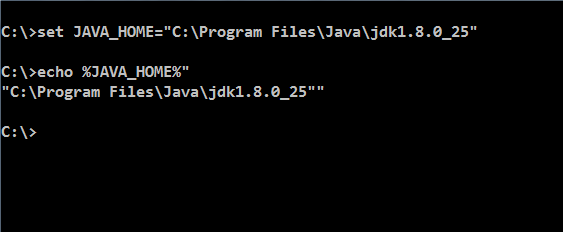 C:\>set JAVA_HOME="C:\Program Files\Java\jdk1.8.0_25"
C:\>echo %JAVA_HOME%"
"C:\Program Files\Java\jdk1.8.0_25""
C:\>